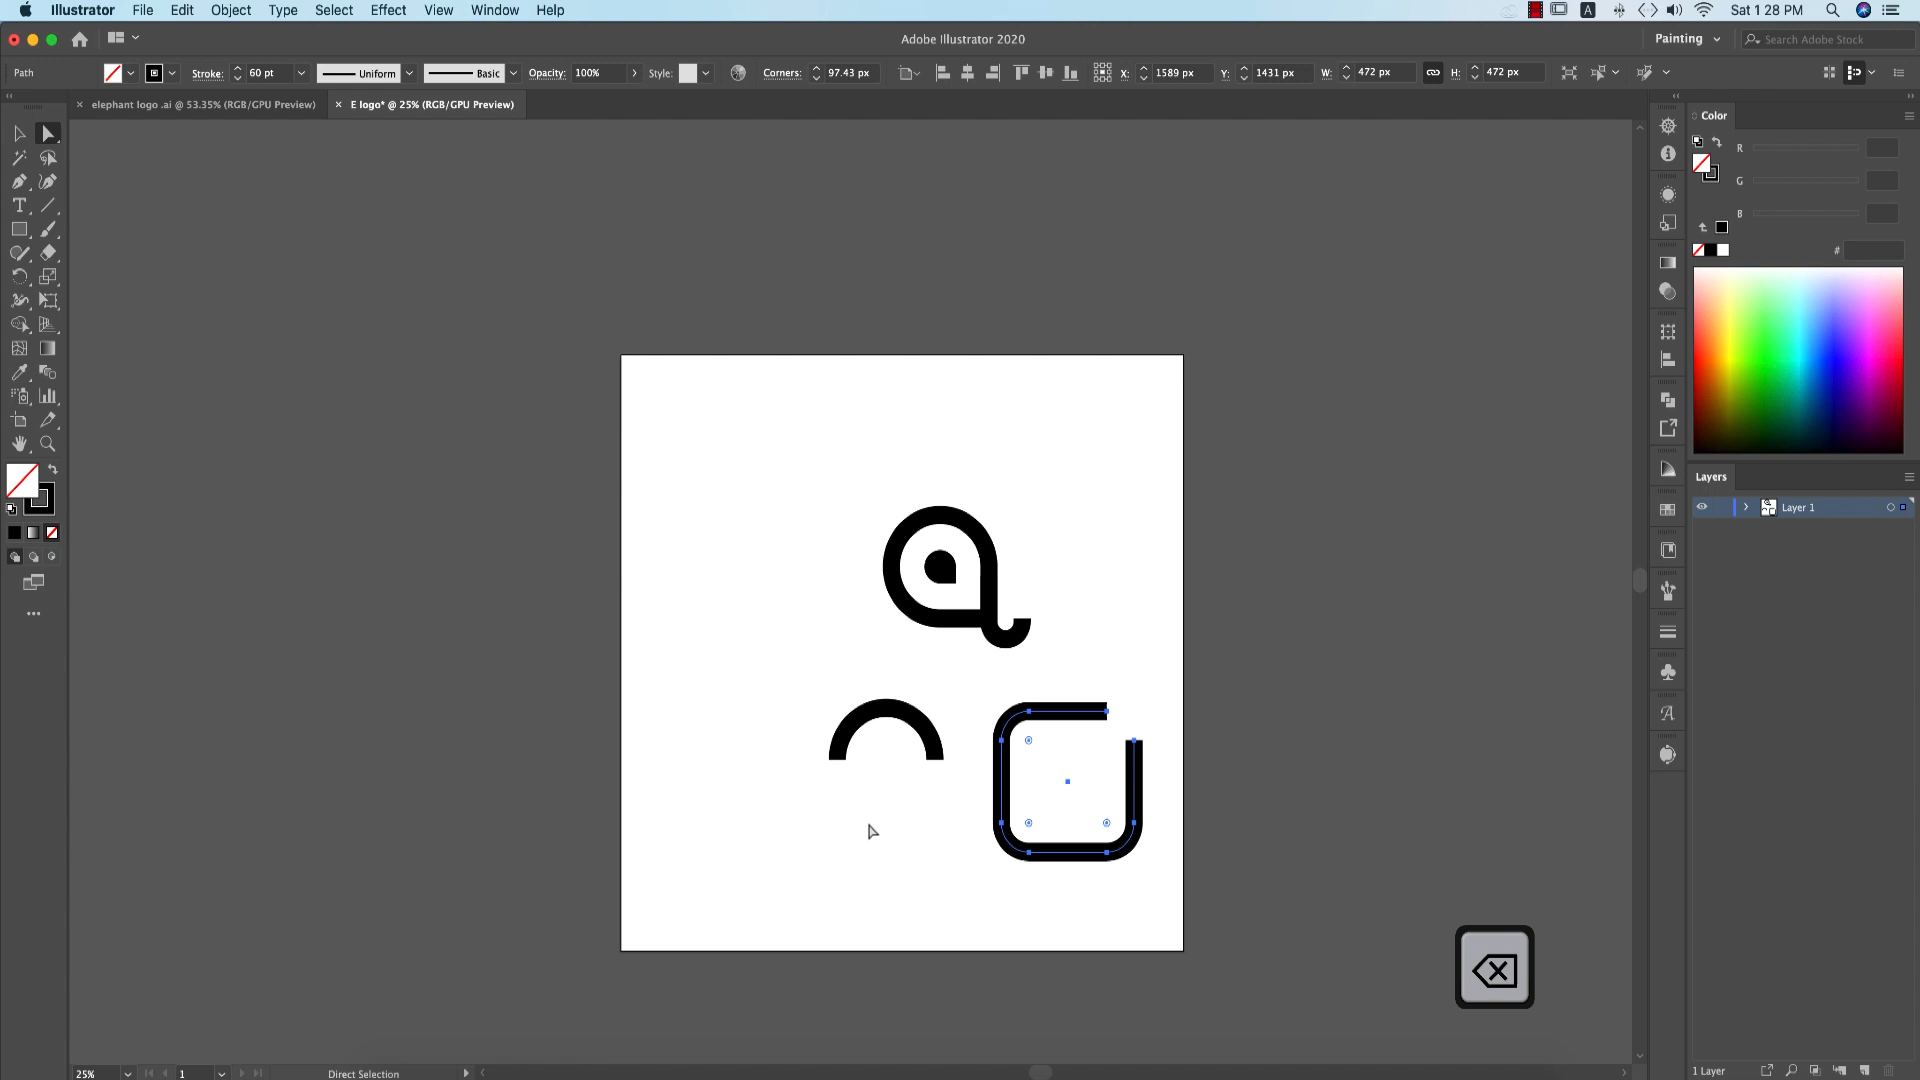 Illustrator File Edit Object Type Select Effect View Window Help
A Sat 1 28 PM
Adobe Illustrator 2020
Painting
Search Adobe Stock
Path
Stroke: 60 pt
Uniform
Basic
Opacity: 100%
Style:
Corners: 97.43 px
X: 1589 px
Y: 1431 px
W: 472 px
H: 472 px
× elephant logo .ai @ 53.35% (RGB/GPU Preview)
× E logo* @ 25% (RGB/GPU Preview)
Color
R
G
B
#
Layers
Layer 1
25%
1
Direct Selection
1 Layer